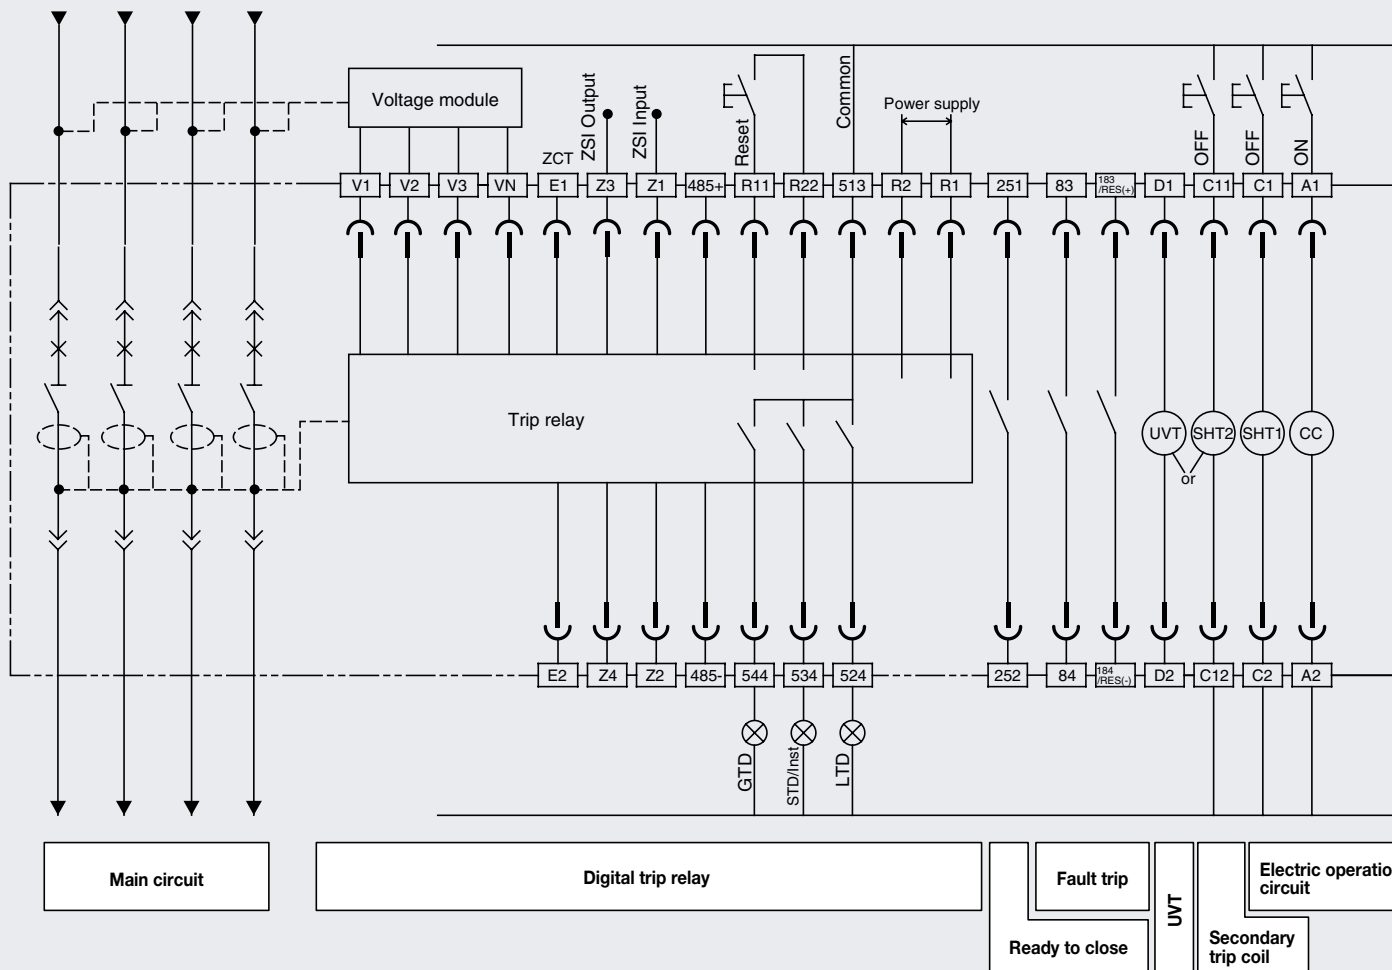 Voltage module
ZCT
ZSI Output
ZSI Input
Reset
Common
Power supply
OFF
OFF
ON
V1
V2
V3
VN
E1
Z3
Z1
485+
R11
R22
513
R2
R1
251
83
183
/RES(+)
D1
C11
C1
A1
Trip relay
UVT
SHT2
SHT1
CC
or
E2
Z4
Z2
485-
544
534
524
252
84
184
/RES(-)
D2
C12
C2
A2
GTD
STD/Inst
LTD
Main circuit
Digital trip relay
Ready to close
Fault trip
UVT
Secondary
trip coil
Electric operatio
circuit